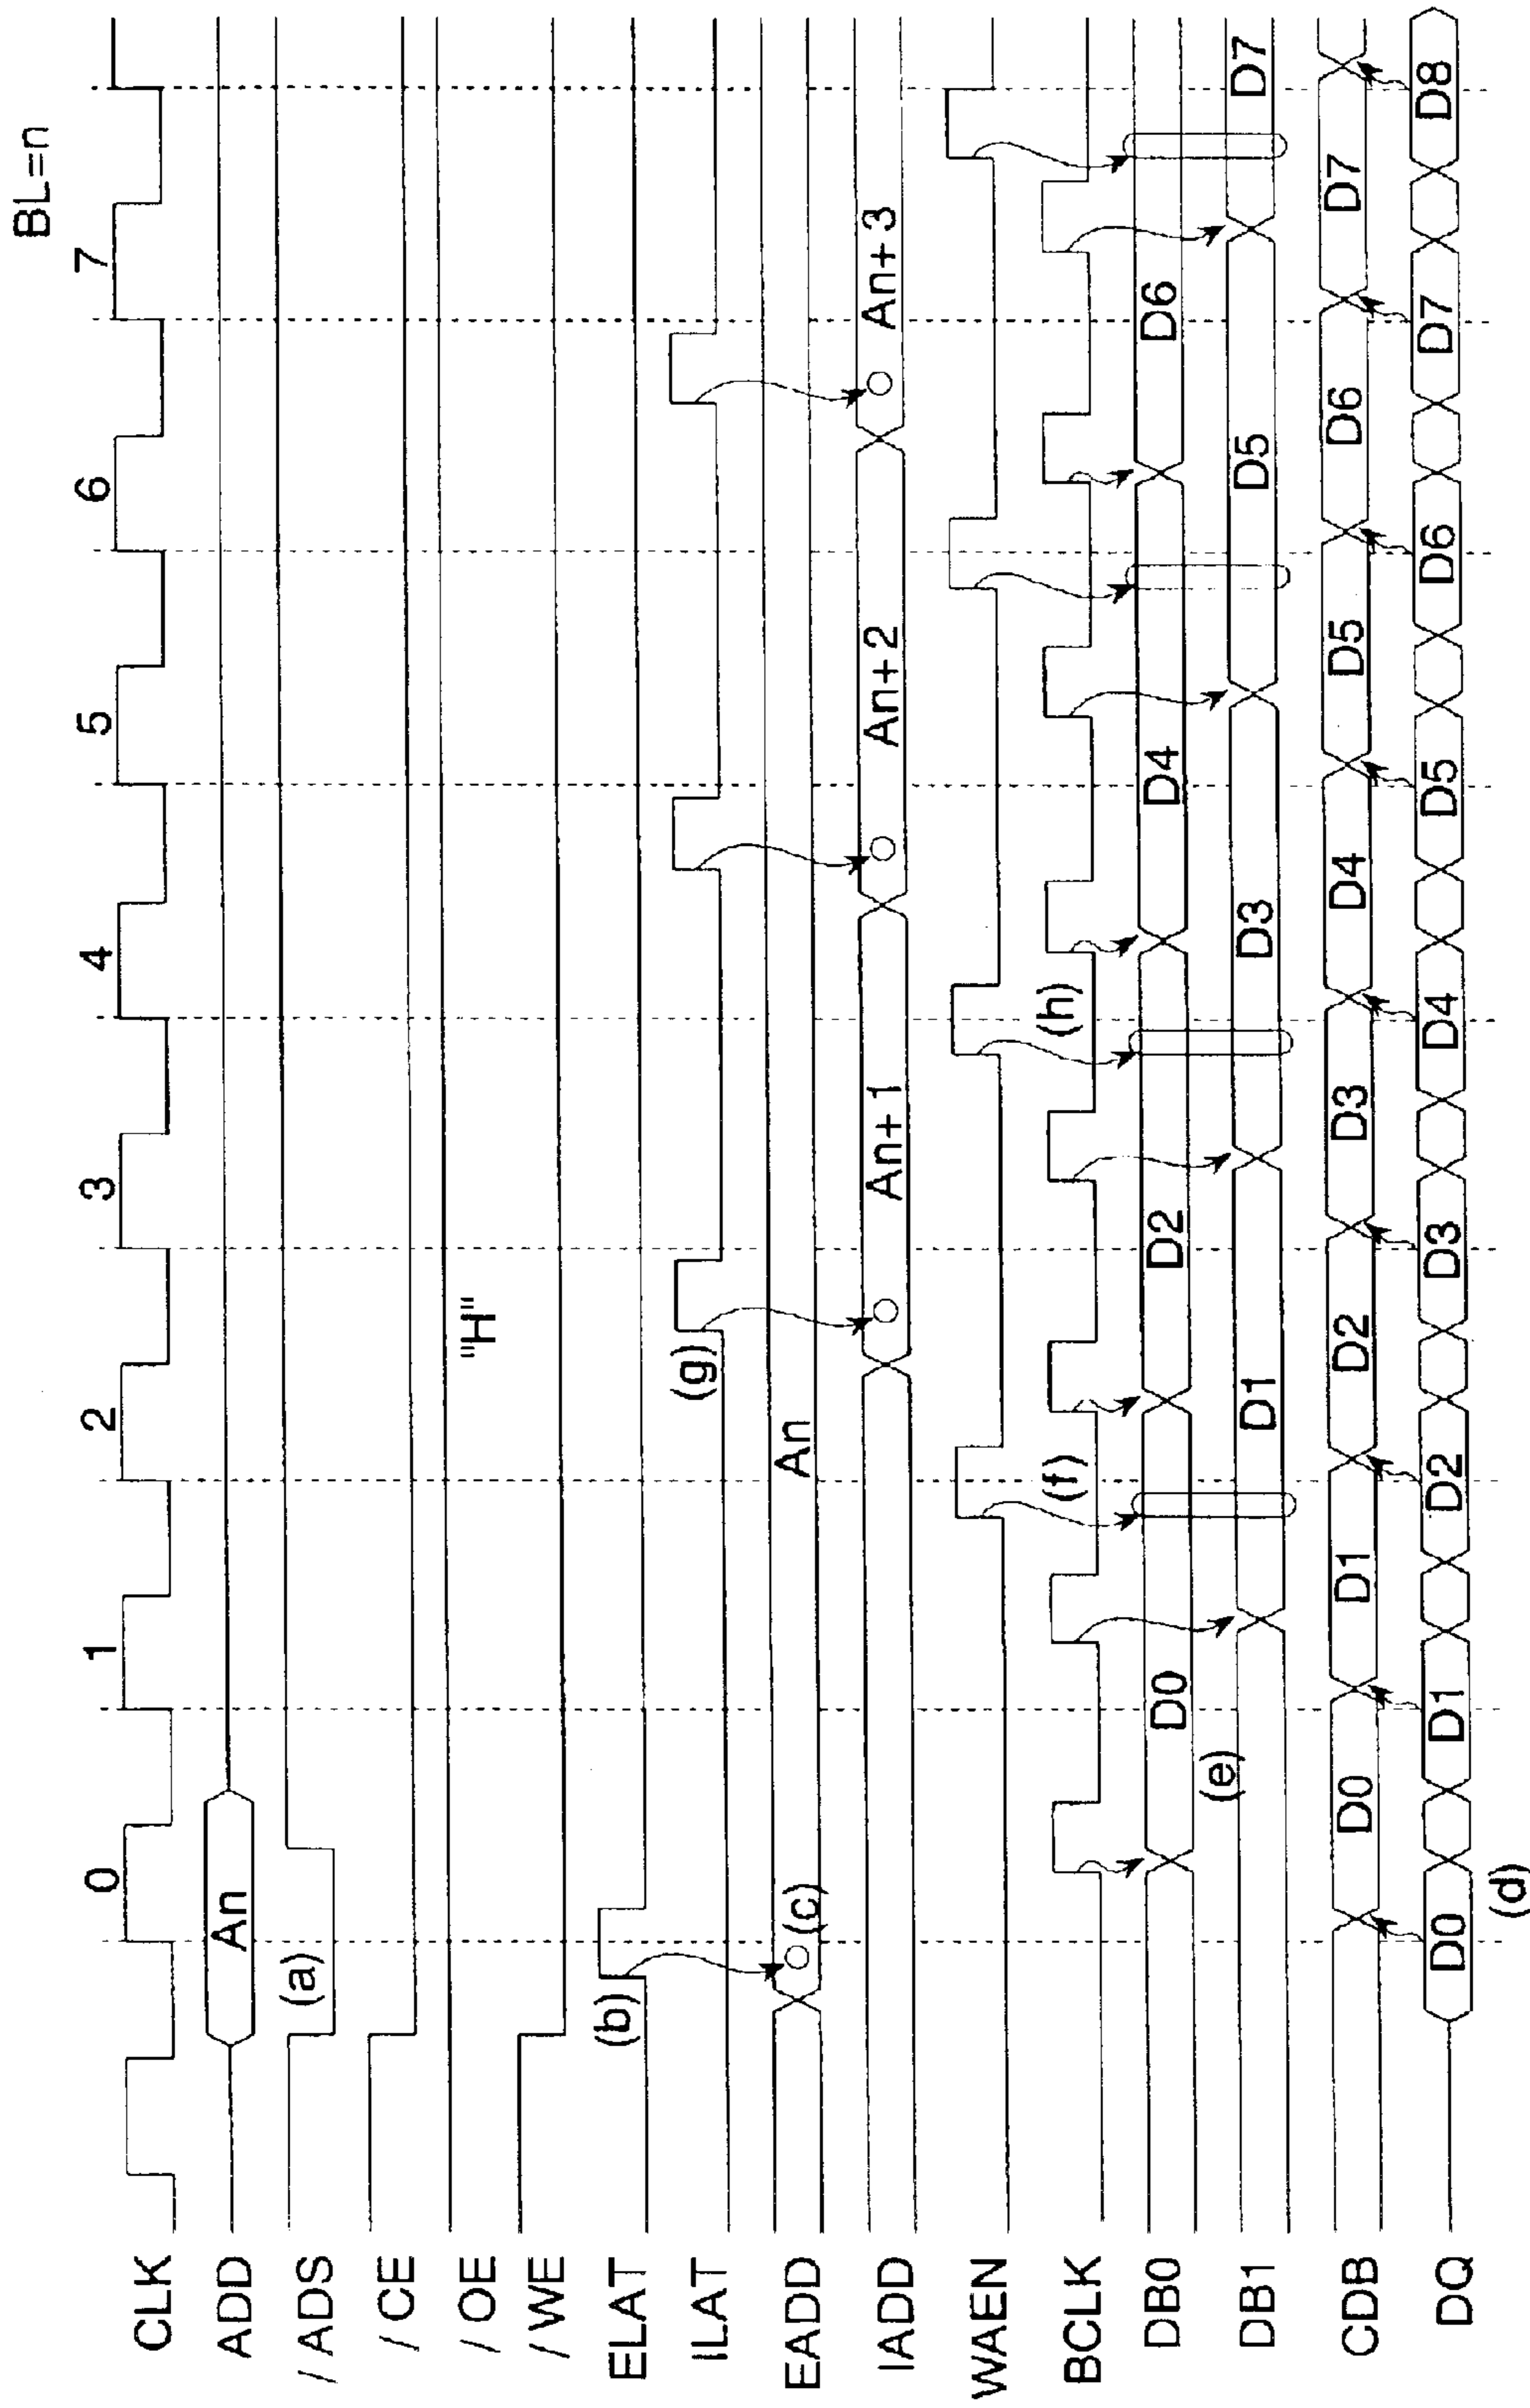 BL=n
0 1 2 3 4 5 6 7
CLK
ADD An
/ ADS (a)
/ CE
/ OE "H"
/ WE
ELAT (b)
ILAT (g)
EADD (c) An
IADD An+1 An+2 An+3
WAEN
BCLK (f) (h)
DB0 D0 D2 D4 D6
DB1 (e) D1 D3 D5 D7
CDB D0 D1 D2 D3 D4 D5 D6 D7
DQ D0 D1 D2 D3 D4 D5 D6 D7 D8
(d)